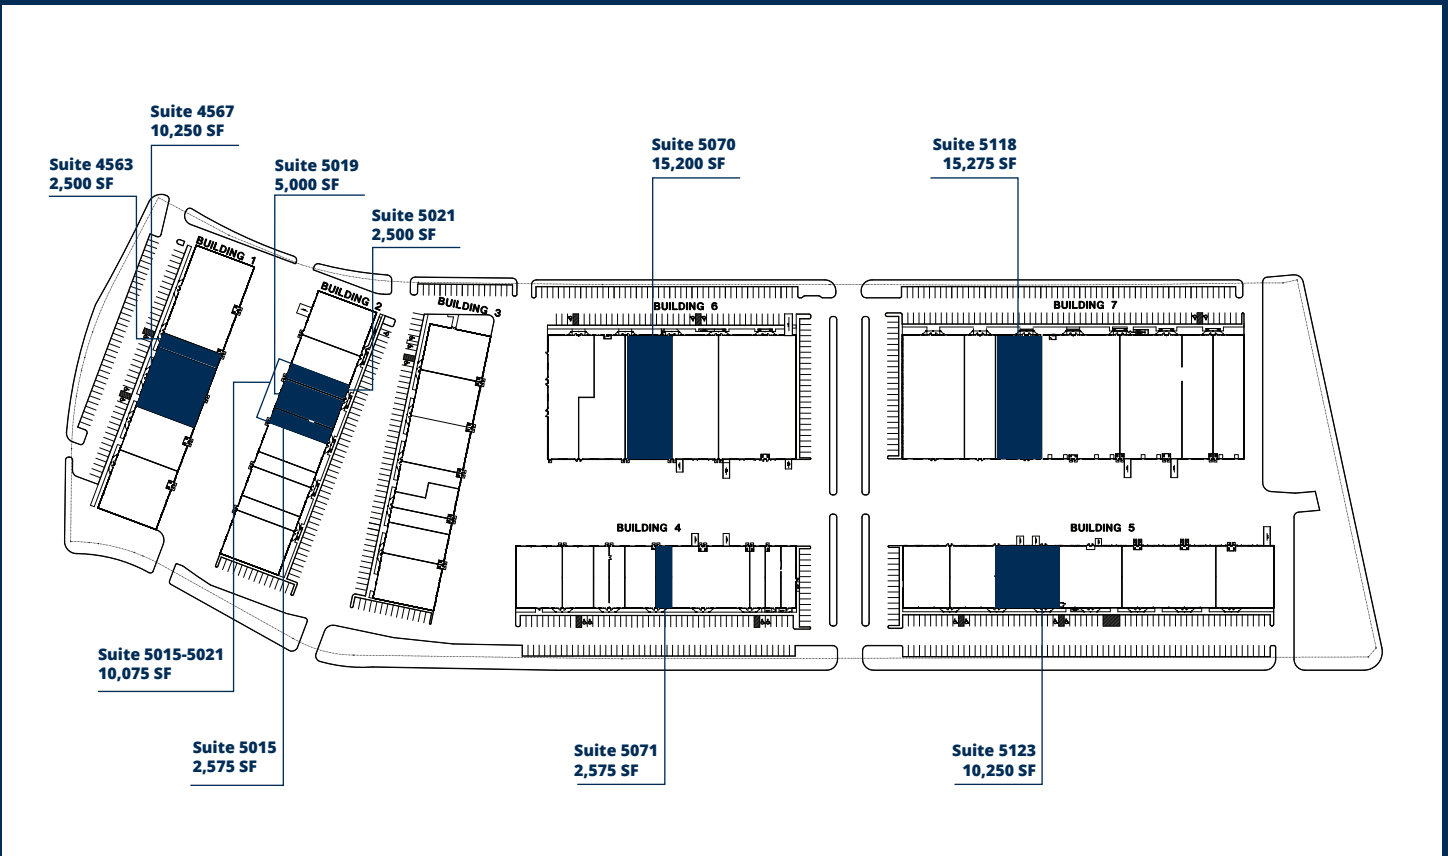 Suite 4567
10,250 SF
Suite 4563
2,500 SF
Suite 5019
5,000 SF
Suite 5021
2,500 SF
Suite 5070
15,200 SF
Suite 5118
15,275 SF
BUILDING 1
BUILDING 2
BUILDING 3
BUILDING 6
BUILDING 7
BUILDING 4
BUILDING 5
Suite 5015-5021
10,075 SF
Suite 5015
2,575 SF
Suite 5071
2,575 SF
Suite 5123
10,250 SF